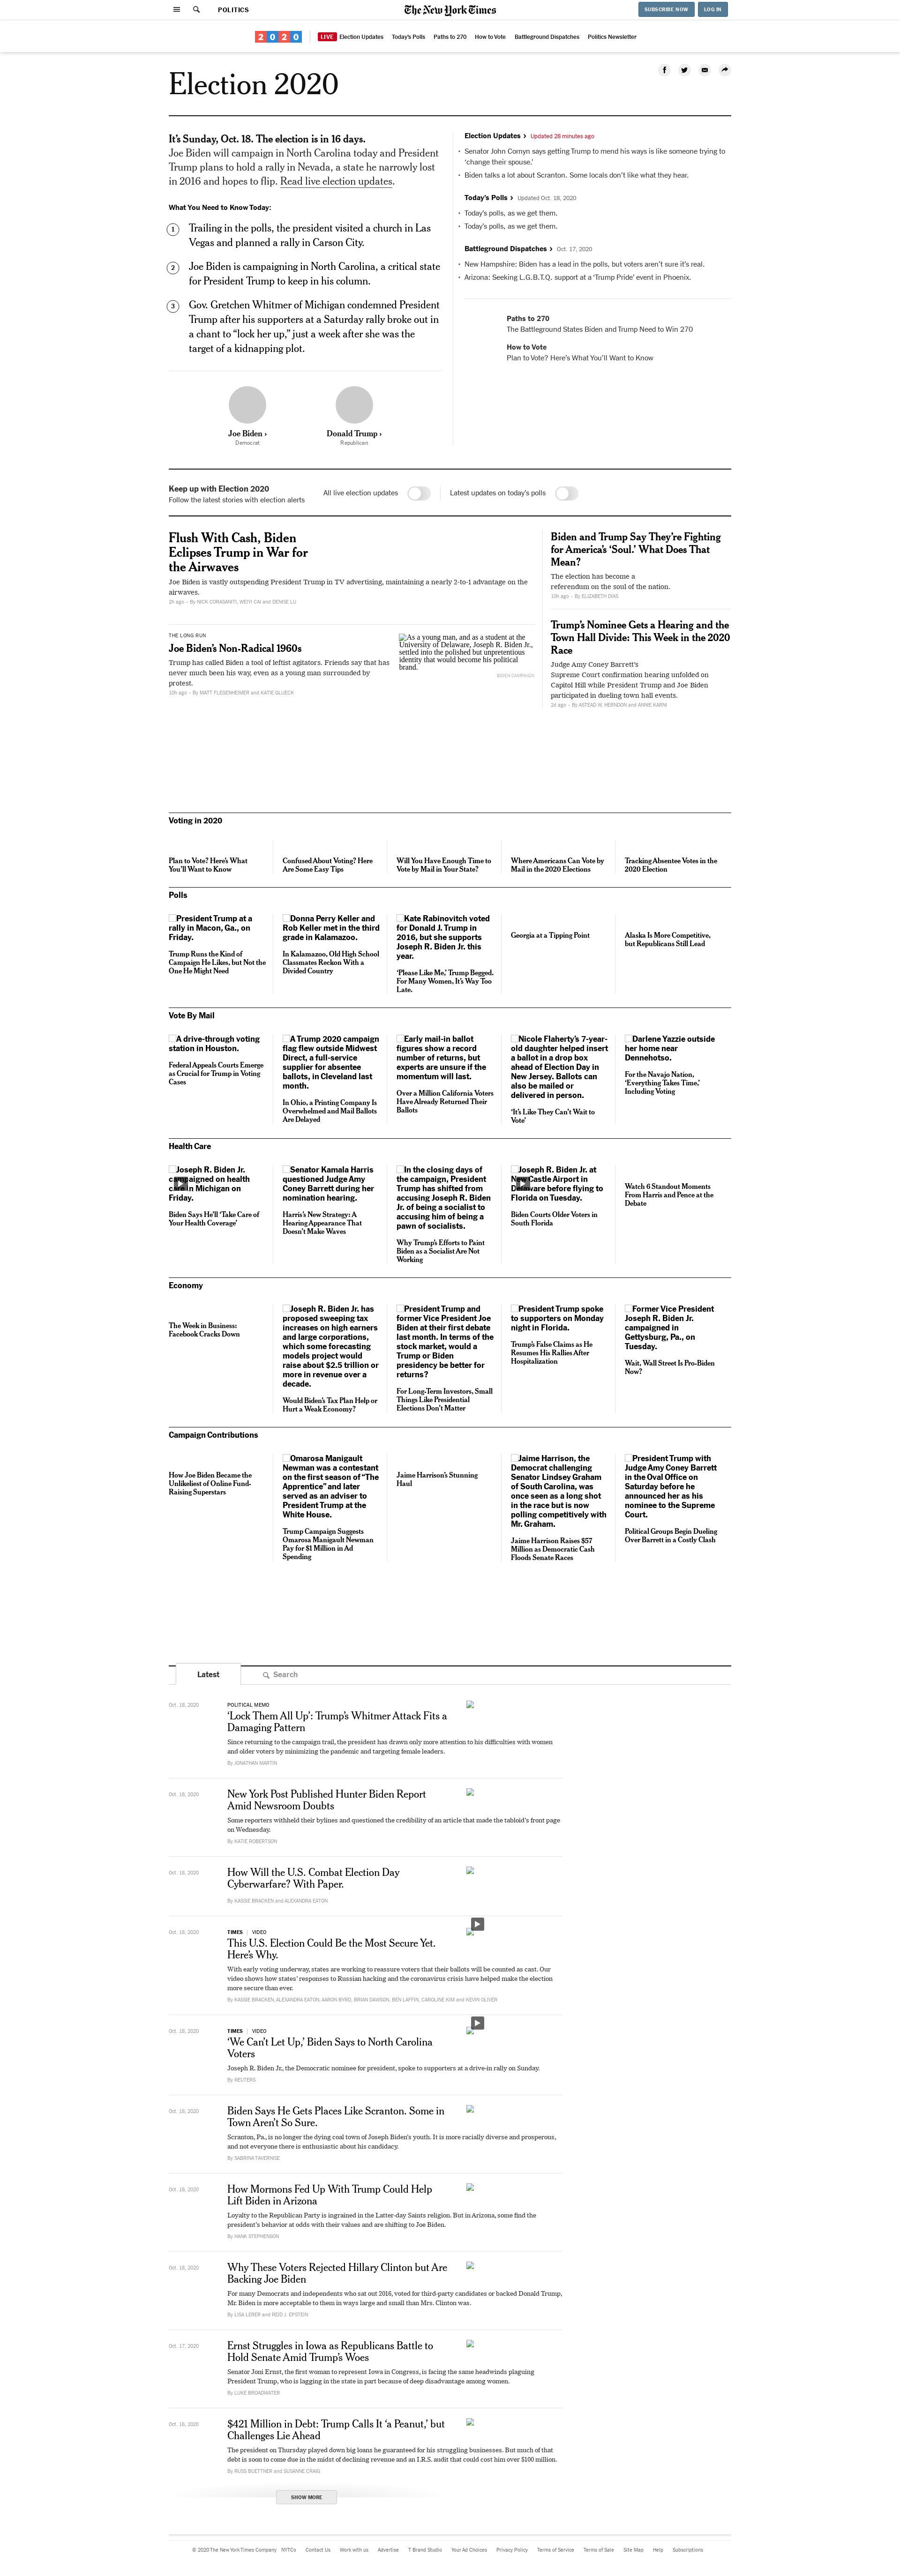 POLITICS
The New York Times
SUBSCRIBE NOW
LOG IN
2020
LIVE Election Updates
Today's Polls
Paths to 270
How to Vote
Battleground Dispatches
Politics Newsletter
Election 2020
It's Sunday, Oct. 18. The election is in 16 days.
Joe Biden will campaign in North Carolina today and President
Trump plans to hold a rally in Nevada, a state he narrowly lost
in 2016 and hopes to flip. Read live election updates.
What You Need to Know Today:
1
Trailing in the polls, the president visited a church in Las
Vegas and planned a rally in Carson City.
2
Joe Biden is campaigning in North Carolina, a critical state
for President Trump to keep in his column.
3
Gov. Gretchen Whitmer of Michigan condemned President
Trump after his supporters at a Saturday rally broke out in
a chant to “lock her up,” just a week after she was the
target of a kidnapping plot.
Joe Biden ›
Democrat
Donald Trump ›
Republican
Election Updates › Updated 28 minutes ago
• Senator John Cornyn says getting Trump to mend his ways is like someone trying to
‘change their spouse.’
• Biden talks a lot about Scranton. Some locals don’t like what they hear.
Today’s Polls › Updated Oct. 18, 2020
• Today’s polls, as we get them.
• Today’s polls, as we get them.
Battleground Dispatches › Oct. 17, 2020
• New Hampshire: Biden has a lead in the polls, but voters aren’t sure it’s real.
• Arizona: Seeking L.G.B.T.Q. support at a ‘Trump Pride’ event in Phoenix.
Paths to 270
The Battleground States Biden and Trump Need to Win 270
How to Vote
Plan to Vote? Here’s What You’ll Want to Know
Keep up with Election 2020
Follow the latest stories with election alerts
All live election updates
Latest updates on today’s polls
Flush With Cash, Biden
Eclipses Trump in War for
the Airwaves
Joe Biden is vastly outspending President Trump in TV advertising, maintaining a nearly 2-to-1 advantage on the
airwaves.
2h ago – By NICK CORASANITI, WEIYI CAI and DENISE LU
THE LONG RUN
Joe Biden’s Non-Radical 1960s
Trump has called Biden a tool of leftist agitators. Friends say that has
never much been his way, even as a young man surrounded by
protest.
10h ago – By MATT FLEGENHEIMER and KATIE GLUECK
As a young man, and as a student at the
University of Delaware, Joseph R. Biden Jr.,
settled into the polished but unpretentious
identity that would become his political
brand.
BIDEN CAMPAIGN
Biden and Trump Say They’re Fighting
for America’s ‘Soul.’ What Does That
Mean?
The election has become a
referendum on the soul of the nation.
10h ago – By ELIZABETH DIAS
Trump’s Nominee Gets a Hearing and the
Town Hall Divide: This Week in the 2020
Race
Judge Amy Coney Barrett’s
Supreme Court confirmation hearing unfolded on
Capitol Hill while President Trump and Joe Biden
participated in dueling town hall events.
2d ago – By ASTEAD W. HERNDON and ANNIE KARNI
Voting in 2020
Plan to Vote? Here’s What
You’ll Want to Know
Confused About Voting? Here
Are Some Easy Tips
Will You Have Enough Time to
Vote by Mail in Your State?
Where Americans Can Vote by
Mail in the 2020 Elections
Tracking Absentee Votes in the
2020 Election
Polls
President Trump at a
rally in Macon, Ga., on
Friday.
Trump Runs the Kind of
Campaign He Likes, but Not the
One He Might Need
Donna Perry Keller and
Rob Keller met in the third
grade in Kalamazoo.
In Kalamazoo, Old High School
Classmates Reckon With a
Divided Country
Kate Rabinovitch voted
for Donald J. Trump in
2016, but she supports
Joseph R. Biden Jr. this
year.
‘Please Like Me,’ Trump Begged.
For Many Women, It’s Way Too
Late.
Georgia at a Tipping Point
Alaska Is More Competitive,
but Republicans Still Lead
Vote By Mail
A drive-through voting
station in Houston.
Federal Appeals Courts Emerge
as Crucial for Trump in Voting
Cases
A Trump 2020 campaign
flag flew outside Midwest
Direct, a full-service
supplier for absentee
ballots, in Cleveland last
month.
In Ohio, a Printing Company Is
Overwhelmed and Mail Ballots
Are Delayed
Early mail-in ballot
figures show a record
number of returns, but
experts are unsure if the
momentum will last.
Over a Million California Voters
Have Already Returned Their
Ballots
Nicole Flaherty’s 7-year-
old daughter helped insert
a ballot in a drop box
ahead of Election Day in
New Jersey. Ballots can
also be mailed or
delivered in person.
‘It’s Like They Can’t Wait to
Vote’
Darlene Yazzie outside
her home near
Dennehotso.
For the Navajo Nation,
‘Everything Takes Time,’
Including Voting
Health Care
Joseph R. Biden Jr.
campaigned on health
care in Michigan on
Friday.
Biden Says He’ll ‘Take Care of
Your Health Coverage’
Senator Kamala Harris
questioned Judge Amy
Coney Barrett during her
nomination hearing.
Harris’s New Strategy: A
Hearing Appearance That
Doesn’t Make Waves
In the closing days of
the campaign, President
Trump has shifted from
accusing Joseph R. Biden
Jr. of being a socialist to
accusing him of being a
pawn of socialists.
Why Trump’s Efforts to Paint
Biden as a Socialist Are Not
Working
Joseph R. Biden Jr. at
New Castle Airport in
Delaware before flying to
Florida on Tuesday.
Biden Courts Older Voters in
South Florida
Watch 6 Standout Moments
From Harris and Pence at the
Debate
Economy
The Week in Business:
Facebook Cracks Down
Joseph R. Biden Jr. has
proposed sweeping tax
increases on high earners
and large corporations,
which some forecasting
models project would
raise about $2.5 trillion or
more in revenue over a
decade.
Would Biden’s Tax Plan Help or
Hurt a Weak Economy?
President Trump and
former Vice President Joe
Biden at their first debate
last month. In terms of the
stock market, would a
Trump or Biden
presidency be better for
returns?
For Long-Term Investors, Small
Things Like Presidential
Elections Don’t Matter
President Trump spoke
to supporters on Monday
night in Florida.
Trump’s False Claims as He
Resumes His Rallies After
Hospitalization
Former Vice President
Joseph R. Biden Jr.
campaigned in
Gettysburg, Pa., on
Tuesday.
Wait, Wall Street Is Pro-Biden
Now?
Campaign Contributions
How Joe Biden Became the
Unlikeliest of Online Fund-
Raising Superstars
Omarosa Manigault
Newman was a contestant
on the first season of “The
Apprentice” and later
served as an adviser to
President Trump at the
White House.
Trump Campaign Suggests
Omarosa Manigault Newman
Pay for $1 Million in Ad
Spending
Jaime Harrison’s Stunning
Haul
Jaime Harrison, the
Democrat challenging
Senator Lindsey Graham
of South Carolina, was
once seen as a long shot
in the race but is now
polling competitively with
Mr. Graham.
Jaime Harrison Raises $57
Million as Democratic Cash
Floods Senate Races
President Trump with
Judge Amy Coney Barrett
in the Oval Office on
Saturday before he
announced her as his
nominee to the Supreme
Court.
Political Groups Begin Dueling
Over Barrett in a Costly Clash
Latest
Search
Oct. 18, 2020
POLITICAL MEMO
‘Lock Them All Up’: Trump’s Whitmer Attack Fits a
Damaging Pattern
Since returning to the campaign trail, the president has drawn only more attention to his difficulties with women
and older voters by minimizing the pandemic and targeting female leaders.
By JONATHAN MARTIN
Oct. 18, 2020
New York Post Published Hunter Biden Report
Amid Newsroom Doubts
Some reporters withheld their bylines and questioned the credibility of an article that made the tabloid’s front page
on Wednesday.
By KATIE ROBERTSON
Oct. 18, 2020
How Will the U.S. Combat Election Day
Cyberwarfare? With Paper.
By KASSIE BRACKEN and ALEXANDRA EATON
Oct. 18, 2020
TIMES | VIDEO
This U.S. Election Could Be the Most Secure Yet.
Here’s Why.
With early voting underway, states are working to reassure voters that their ballots will be counted as cast. Our
video shows how states’ responses to Russian hacking and the coronavirus crisis have helped make the election
more secure than ever.
By KASSIE BRACKEN, ALEXANDRA EATON, AARON BYRD, BRIAN DAWSON, BEN LAFFIN, CAROLINE KIM and KEVIN OLIVER
Oct. 18, 2020
TIMES | VIDEO
‘We Can’t Let Up,’ Biden Says to North Carolina
Voters
Joseph R. Biden Jr., the Democratic nominee for president, spoke to supporters at a drive-in rally on Sunday.
By REUTERS
Oct. 18, 2020
Biden Says He Gets Places Like Scranton. Some in
Town Aren’t So Sure.
Scranton, Pa., is no longer the dying coal town of Joseph Biden’s youth. It is more racially diverse and prosperous,
and not everyone there is enthusiastic about his candidacy.
By SABRINA TAVERNISE
Oct. 18, 2020
How Mormons Fed Up With Trump Could Help
Lift Biden in Arizona
Loyalty to the Republican Party is ingrained in the Latter-day Saints religion. But in Arizona, some find the
president’s behavior at odds with their values and are shifting to Joe Biden.
By HANK STEPHENSON
Oct. 18, 2020
Why These Voters Rejected Hillary Clinton but Are
Backing Joe Biden
For many Democrats and independents who sat out 2016, voted for third-party candidates or backed Donald Trump,
Mr. Biden is more acceptable to them in ways large and small than Mrs. Clinton was.
By LISA LERER and REID J. EPSTEIN
Oct. 17, 2020
Ernst Struggles in Iowa as Republicans Battle to
Hold Senate Amid Trump’s Woes
Senator Joni Ernst, the first woman to represent Iowa in Congress, is facing the same headwinds plaguing
President Trump, who is lagging in the state in part because of deep disadvantage among women.
By LUKE BROADWATER
Oct. 16, 2020
$421 Million in Debt: Trump Calls It ‘a Peanut,’ but
Challenges Lie Ahead
The president on Thursday played down big loans he guaranteed for his struggling businesses. But much of that
debt is soon to come due in the midst of declining revenue and an I.R.S. audit that could cost him over $100 million.
By RUSS BUETTNER and SUSANNE CRAIG
SHOW MORE
© 2020 The New York Times Company
NYTCo
Contact Us
Work with us
Advertise
T Brand Studio
Your Ad Choices
Privacy Policy
Terms of Service
Terms of Sale
Site Map
Help
Subscriptions